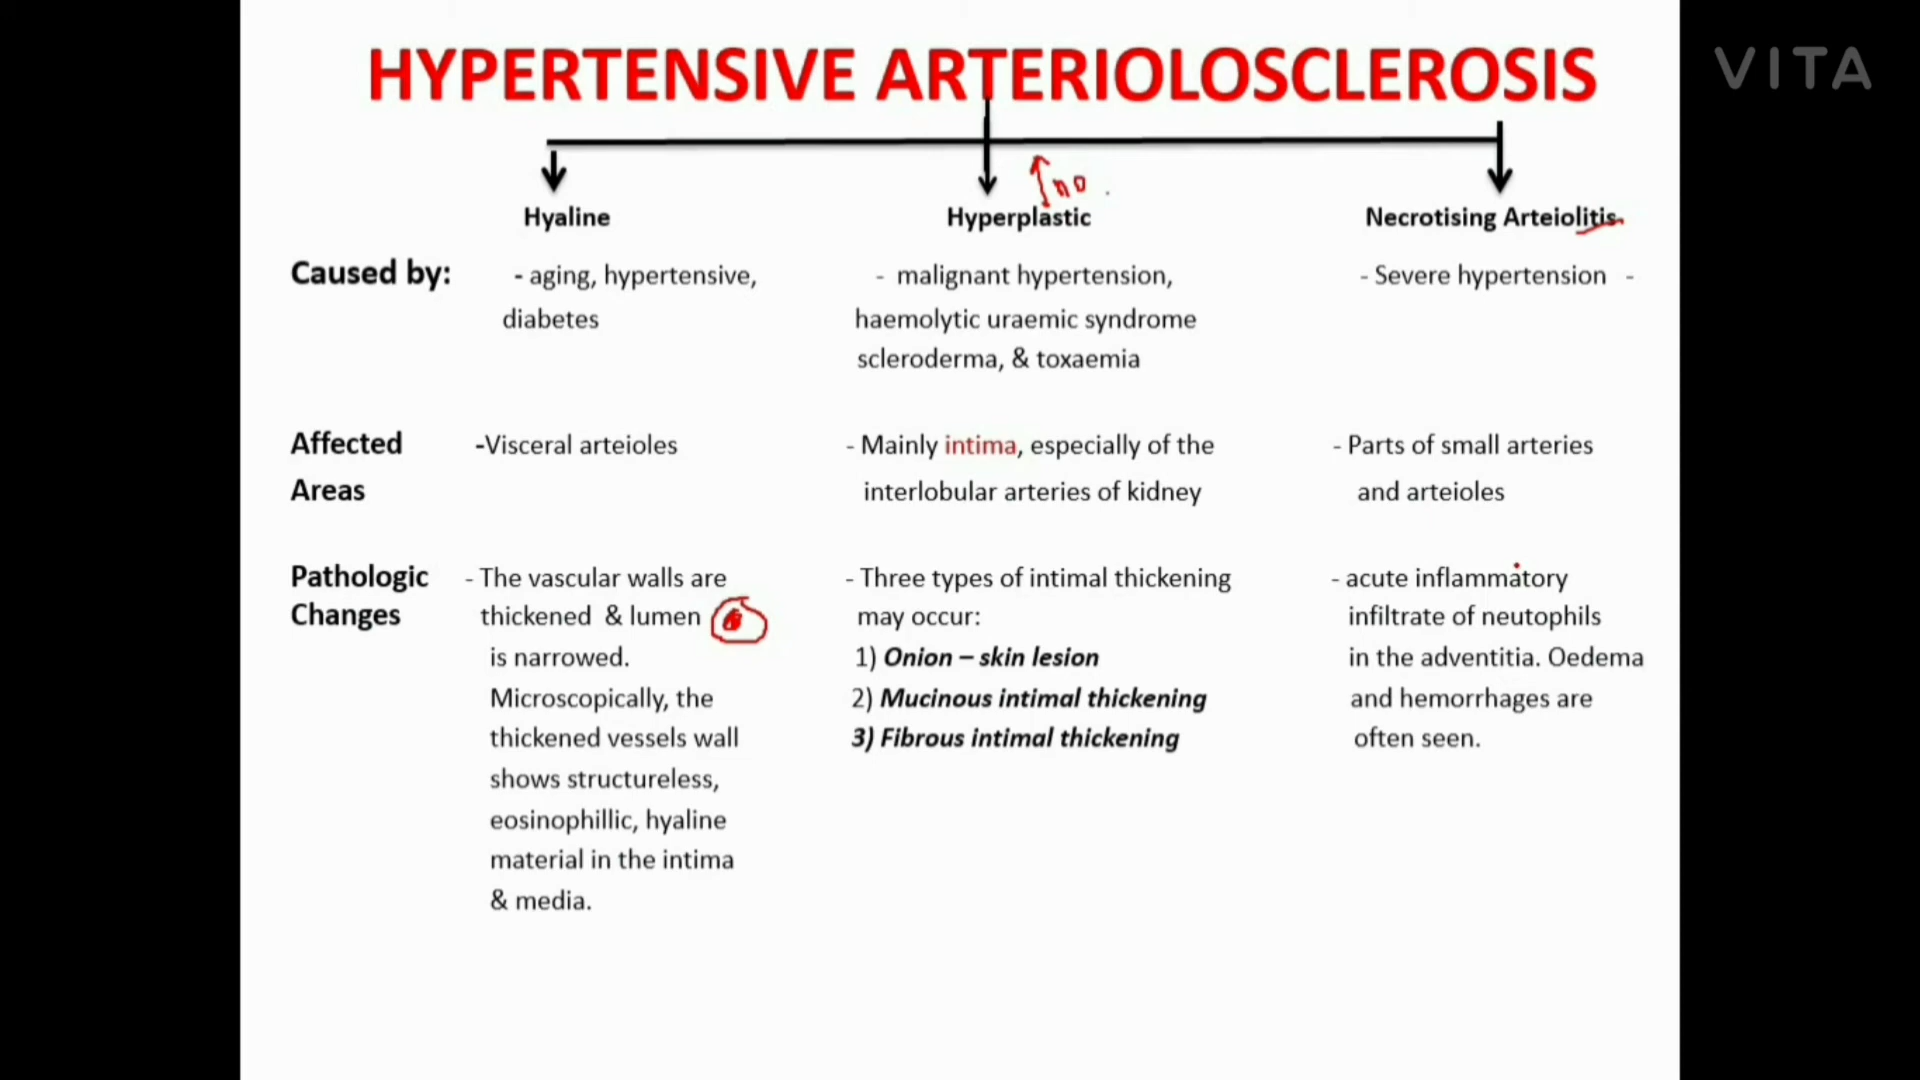 HYPERTENSIVE ARTERIOLOSCLEROSIS
VITA
↑no
Hyaline
Hyperplastic
Necrotising Arteiolitis
Caused by:
- aging, hypertensive,
diabetes
- malignant hypertension,
haemolytic uraemic syndrome
scleroderma, & toxaemia
- Severe hypertension -
Affected
Areas
-Visceral arteioles
- Mainly intima, especially of the
interlobular arteries of kidney
- Parts of small arteries
and arteioles
Pathologic
Changes
- The vascular walls are
thickened & lumen
is narrowed.
Microscopically, the
thickened vessels wall
shows structureless,
eosinophillic, hyaline
material in the intima
& media.
- Three types of intimal thickening
may occur:
1) Onion – skin lesion
2) Mucinous intimal thickening
3) Fibrous intimal thickening
- acute inflammatory
infiltrate of neutophils
in the adventitia. Oedema
and hemorrhages are
often seen.